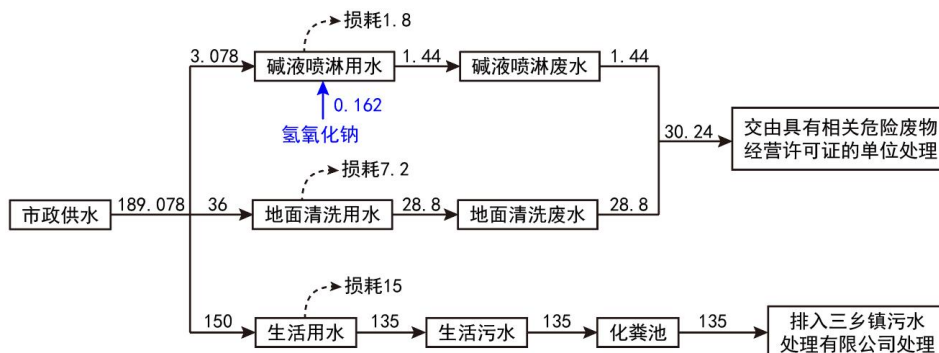 损耗1.8
3.078
碱液喷淋用水
1.44
碱液喷淋废水
1.44
0.162
氢氧化钠
30.24
交由具有相关危险废物
经营许可证的单位处理
损耗7.2
市政供水
189.078
36
地面清洗用水
28.8
地面清洗废水
28.8
损耗15
150
生活用水
135
生活污水
135
化粪池
135
排入三乡镇污水
处理有限公司处理